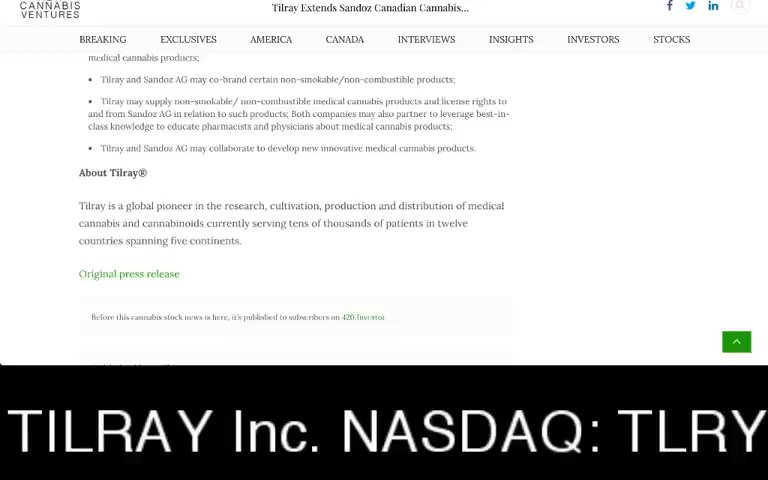 CANNABIS
VENTURES
Tilray Extends Sandoz Canadian Cannabis...
BREAKING EXCLUSIVES AMERICA CANADA INTERVIEWS INSIGHTS INVESTORS STOCKS
medical cannabis products;
• Tilray and Sandoz AG may co-brand certain non-smokable/non-combustible products;
• Tilray may supply non-smokable/ non-combustible medical cannabis products and license rights to
and from Sandoz AG in relation to such products; Both companies may also partner to leverage best-in-
class knowledge to educate pharmacists and physicians about medical cannabis products;
• Tilray and Sandoz AG may collaborate to develop new innovative medical cannabis products.
About Tilray®
Tilray is a global pioneer in the research, cultivation, production and distribution of medical
cannabis and cannabinoids currently serving tens of thousands of patients in twelve
countries spanning five continents.
Original press release
Before this cannabis stock news is here, it's published to subscribers on 420 Investor.
TILRAY Inc. NASDAQ: TLRY